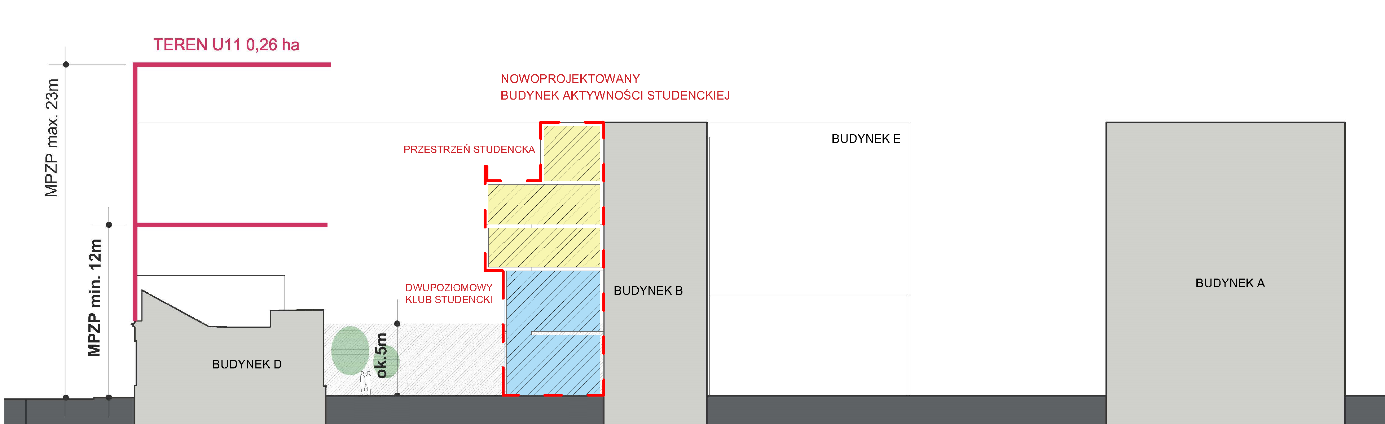 TEREN U11 0,26 ha
MPZP max. 23m
NOWOPROJEKTOWANY
BUDYNEK AKTYWNOŚCI STUDENCKIEJ
BUDYNEK E
PRZESTRZEŃ STUDENCKA
MPZP min. 12m
DWUPOZIOMOWY
KLUB STUDENCKI
BUDYNEK B
BUDYNEK A
ok.5m
BUDYNEK D